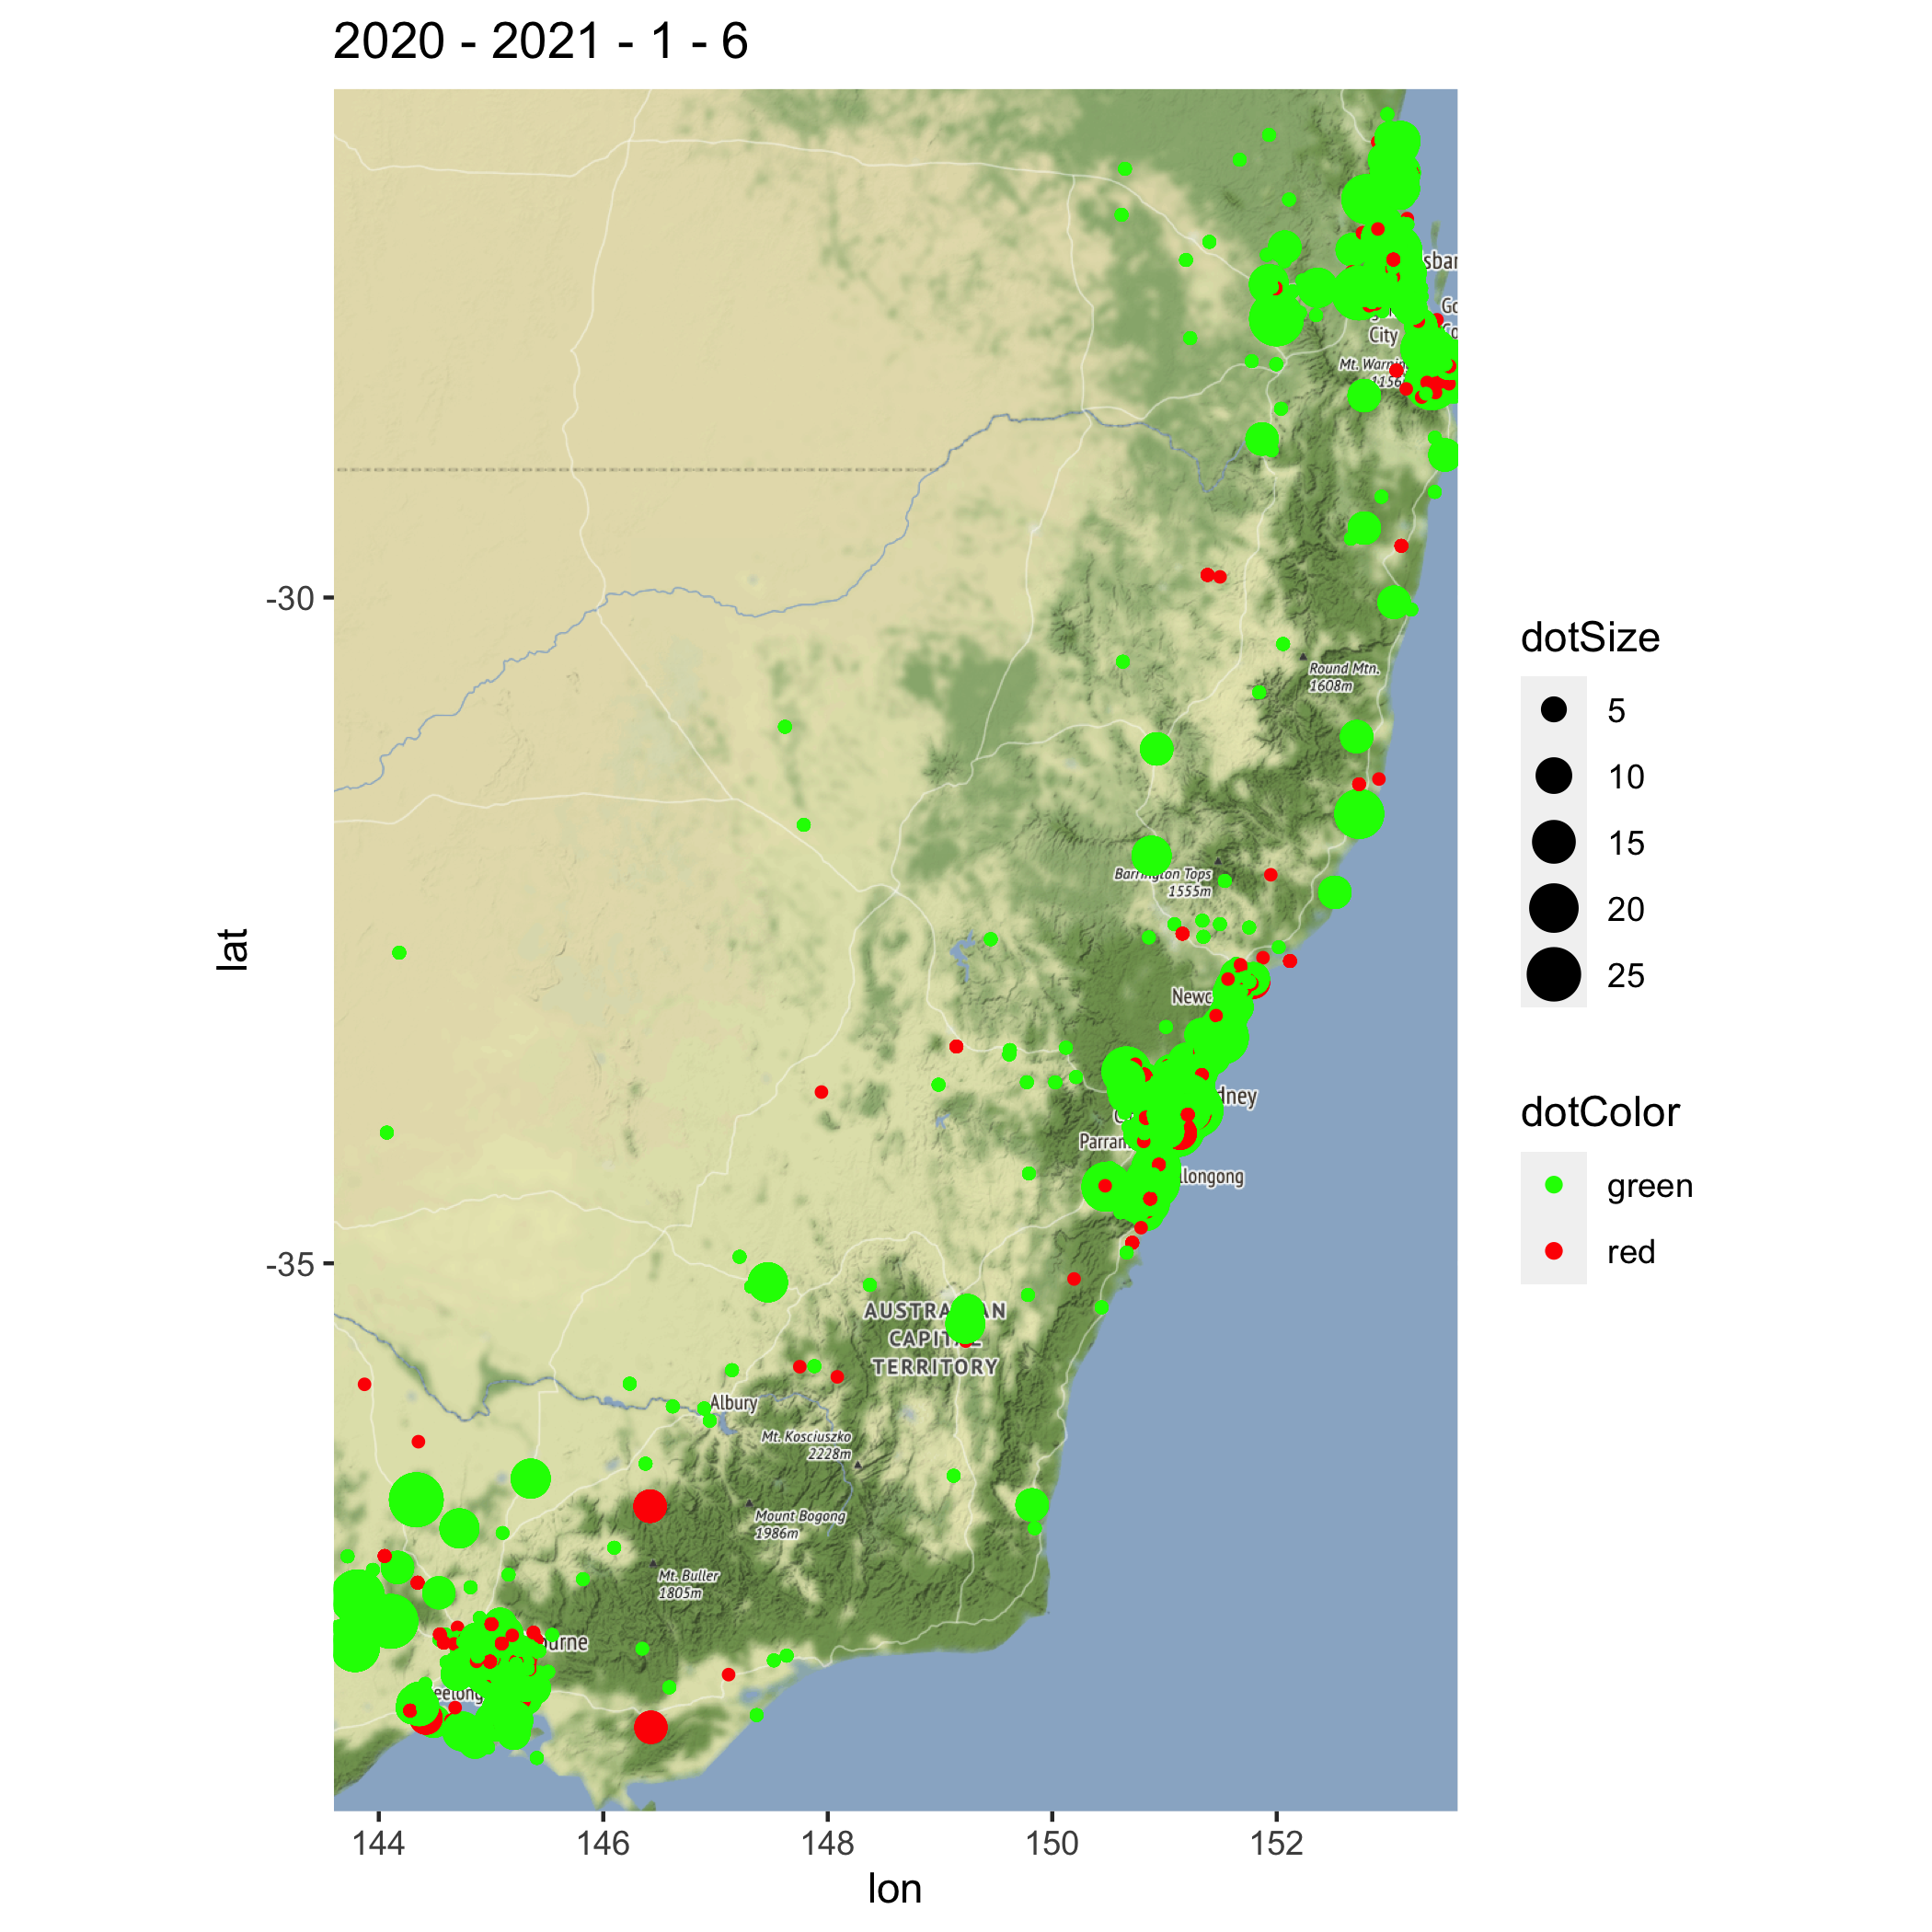 2020 - 2021 - 1 - 6
sbar
Go
Co
City
Mt. Warnin
1156
-30
Round Mtn.
1608m
dotSize
5
10
15
20
25
Barrington Tops
1555m
lat
Newc
dney
Parram
llongong
dotColor
green
red
-35
AUSTRALIAN
CAPITAL
TERRITORY
Albury
Mt. Kosciuszko
2228m
Mount Bogong
1986m
Mt. Buller
1805m
urne
eelong
144
146
148
150
152
lon